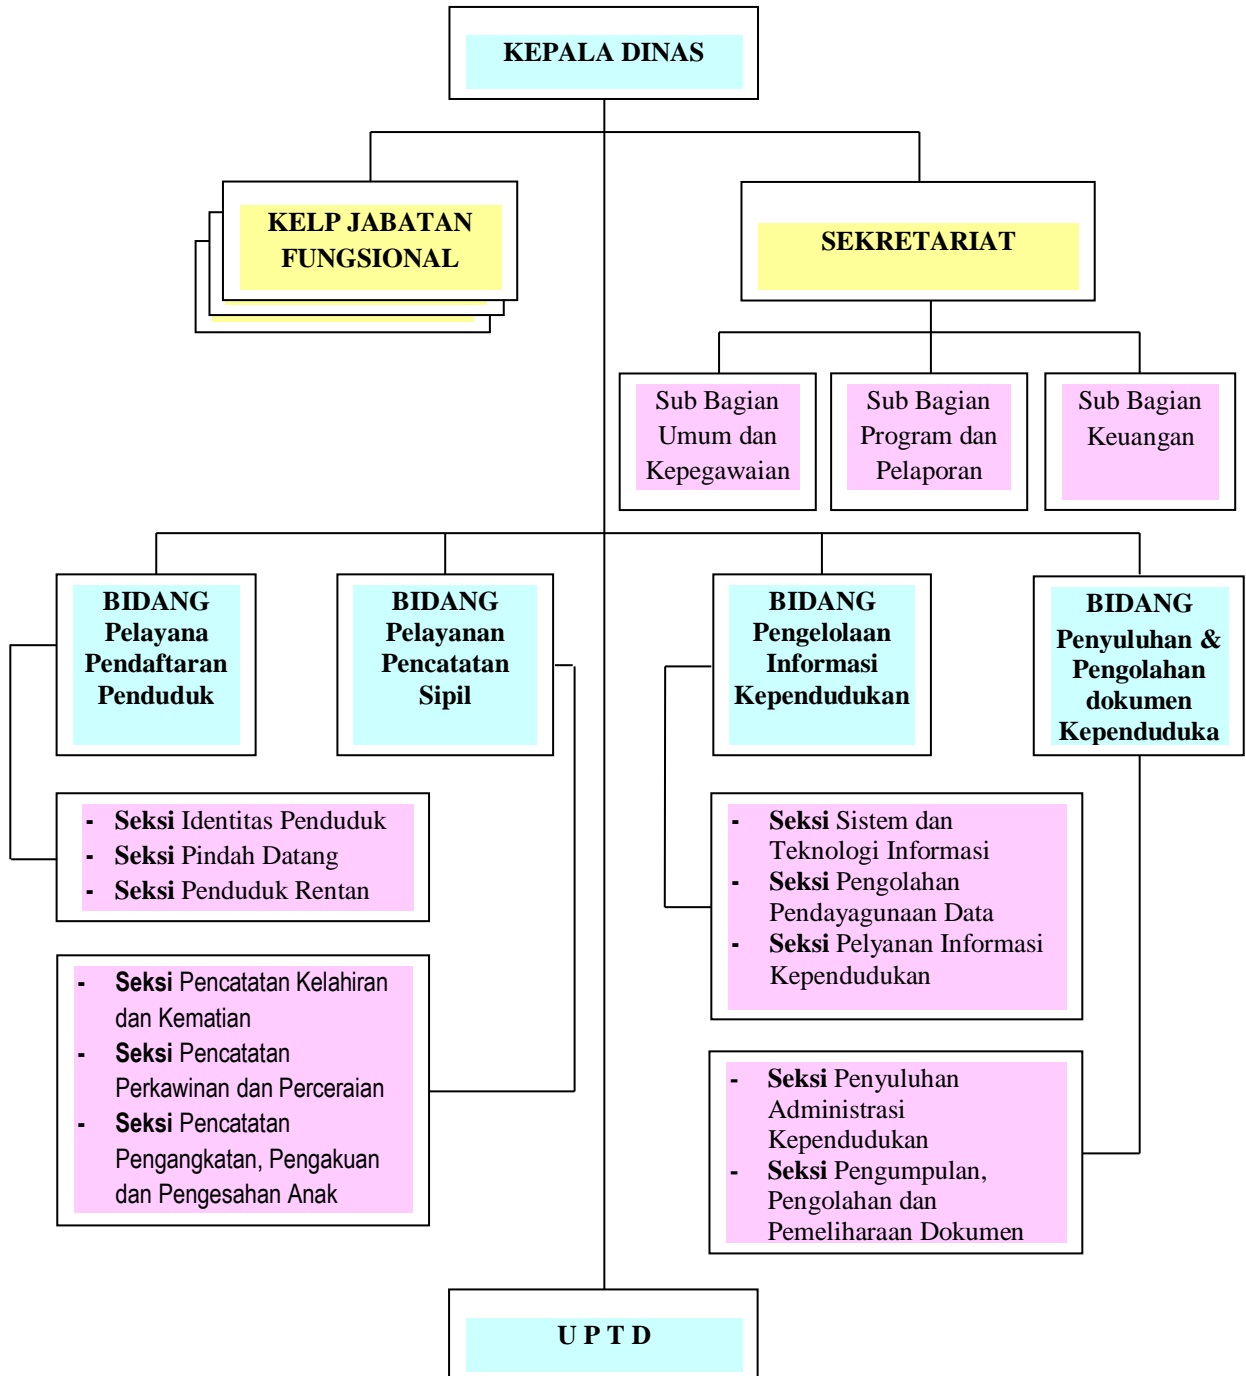 KEPALA DINAS
KELP JABATAN
FUNGSIONAL
SEKRETARIAT
Sub Bagian
Umum dan
Kepegawaian
Sub Bagian
Program dan
Pelaporan
Sub Bagian
Keuangan
BIDANG
Pelayana
Pendaftaran
Penduduk
BIDANG
Pelayanan
Pencatatan
Sipil
BIDANG
Pengelolaan
Informasi
Kependudukan
BIDANG
Penyuluhan &
Pengolahan
dokumen
Kependuduka
- Seksi Identitas Penduduk
- Seksi Pindah Datang
- Seksi Penduduk Rentan
- Seksi Pencatatan Kelahiran
dan Kematian
- Seksi Pencatatan
Perkawinan dan Perceraian
- Seksi Pencatatan
Pengangkatan, Pengakuan
dan Pengesahan Anak
- Seksi Sistem dan
Teknologi Informasi
- Seksi Pengolahan
Pendayagunaan Data
- Seksi Pelyanan Informasi
Kependudukan
- Seksi Penyuluhan
Administrasi
Kependudukan
- Seksi Pengumpulan,
Pengolahan dan
Pemeliharaan Dokumen
U P T D